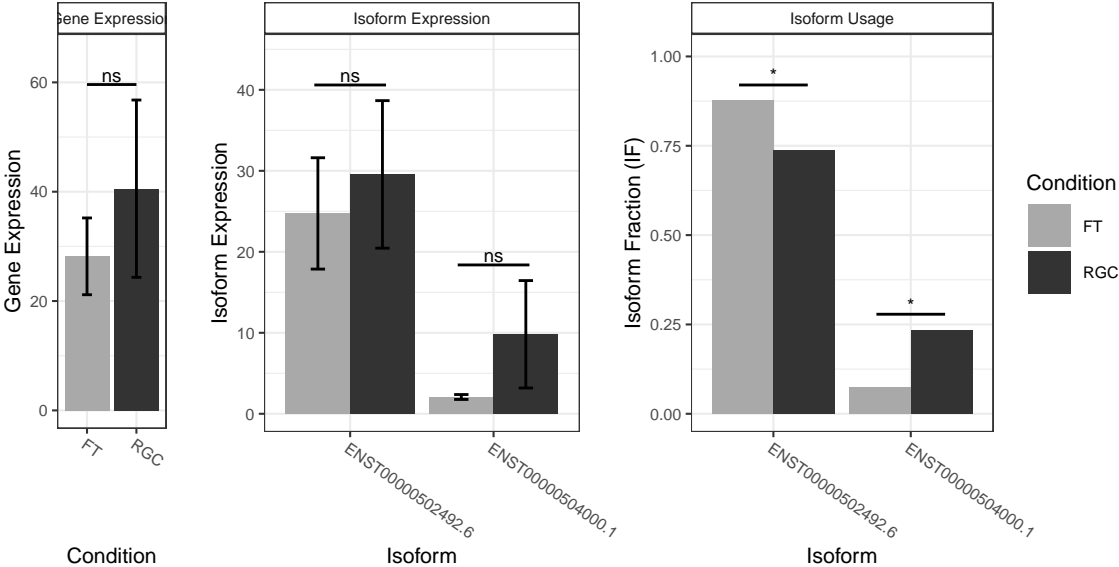 Gene Expression
Isoform Expression
Isoform Usage
Gene Expression
60
40
20
0
ns
FT
RGC
Condition
Isoform Expression
40
30
20
10
0
ns
ns
ENST00000502492.6
ENST00000504000.1
Isoform
Isoform Fraction (IF)
1.00
0.75
0.50
0.25
0.00
*
*
ENST00000502492.6
ENST00000504000.1
Isoform
Condition
FT
RGC